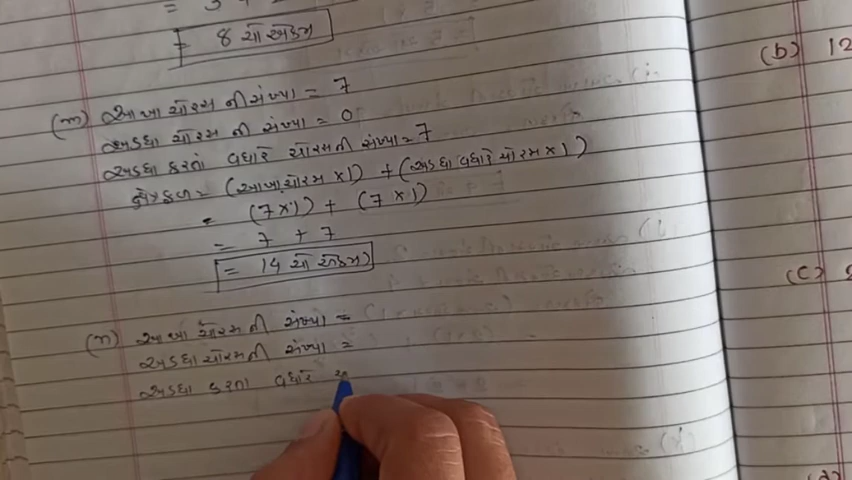 = 8 ચો એકમ
(m) આખા ચોરસ ની સંખ્યા = 7
અડધા ચોરસ ની સંખ્યા = 0
અડધા કરતાં વધારે ચોરસની સંખ્યા = 7
ક્ષેત્રફળ = (આખા ચોરસ × 1) + (અડધા વધારે ચોરસ × 1)
= (7 × 1) + (7 × 1)
= 7 + 7
= 14 ચો એકમ
(n) આખા ચોરસ ની સંખ્યા =
અડધા ચોરસની સંખ્યા =
અડધા કરતા વધારે
(b) 12
(c)